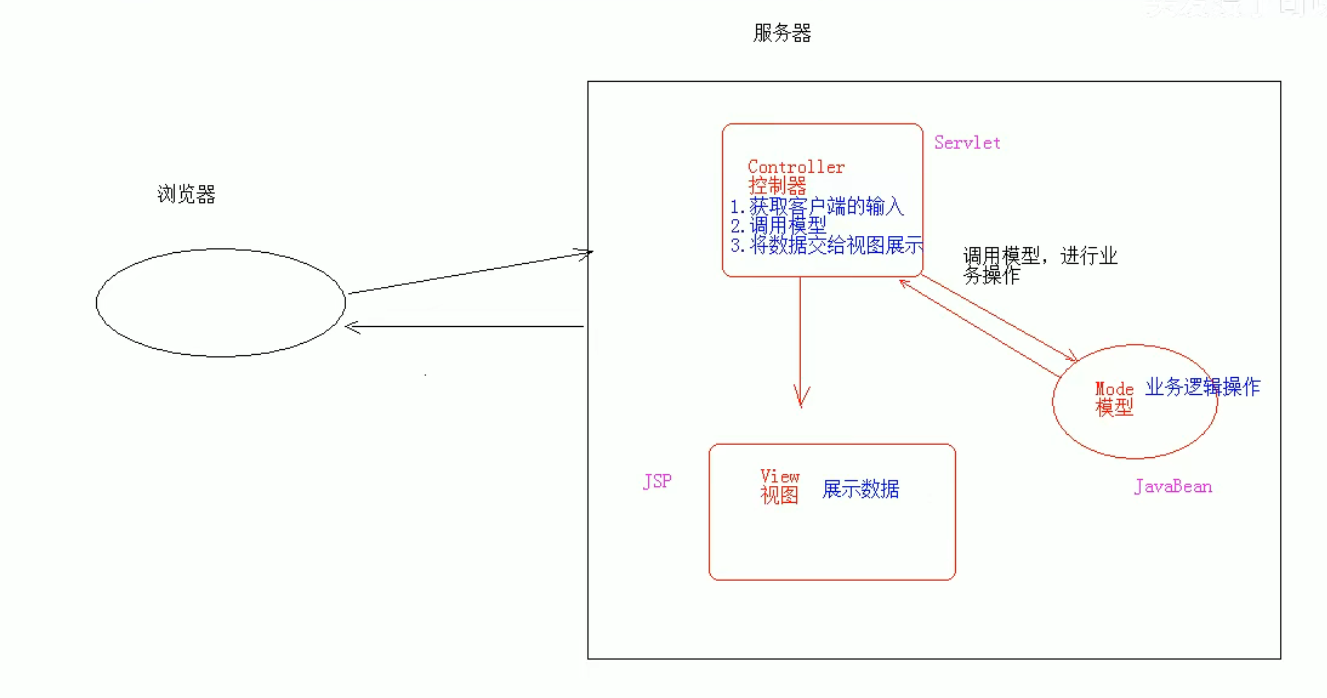 服务器
浏览器
Servlet
Controller
控制器
1.获取客户端的输入
2.调用模型
3.将数据交给视图展示
调用模型，进行业
务操作
Mode 业务逻辑操作
模型
JavaBean
JSP
View
视图 展示数据